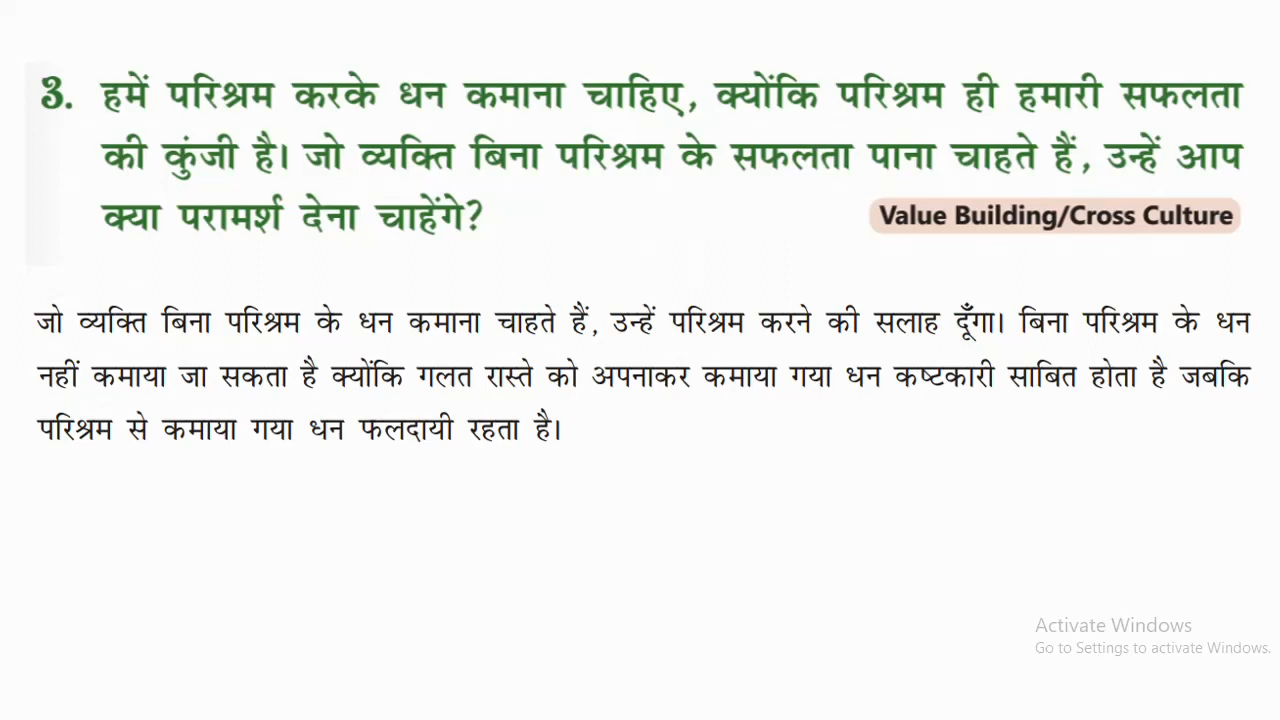 3. हमें परिश्रम करके धन कमाना चाहिए, क्योंकि परिश्रम ही हमारी सफलता
की कुंजी है। जो व्यक्ति बिना परिश्रम के सफलता पाना चाहते हैं, उन्हें आप
क्या परामर्श देना चाहेंगे?
Value Building/Cross Culture
जो व्यक्ति बिना परिश्रम के धन कमाना चाहते हैं, उन्हें परिश्रम करने की सलाह दूँगा। बिना परिश्रम के धन
नहीं कमाया जा सकता है क्योंकि गलत रास्ते को अपनाकर कमाया गया धन कष्टकारी साबित होता है जबकि
परिश्रम से कमाया गया धन फलदायी रहता है।
Activate Windows
Go to Settings to activate Windows.